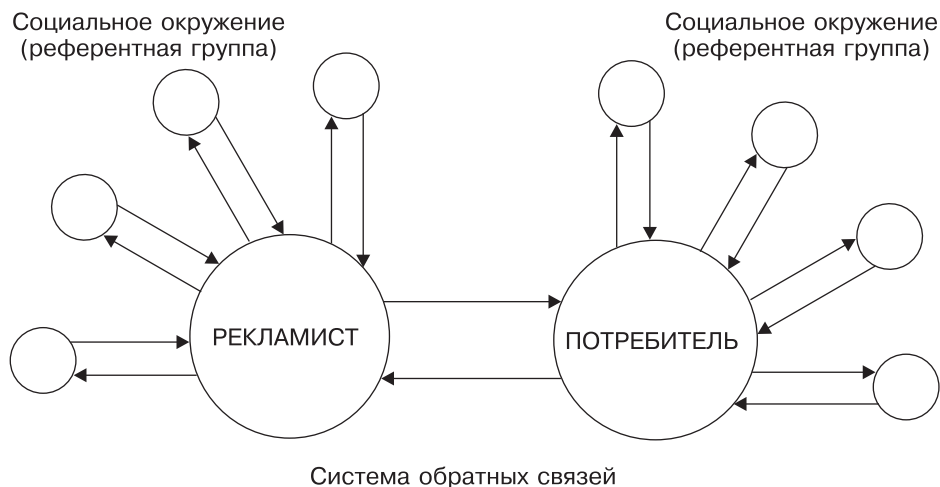 Социальное окружение
(референтная группа)
Социальное окружение
(референтная группа)
РЕКЛАМИСТ
ПОТРЕБИТЕЛЬ
Система обратных связей